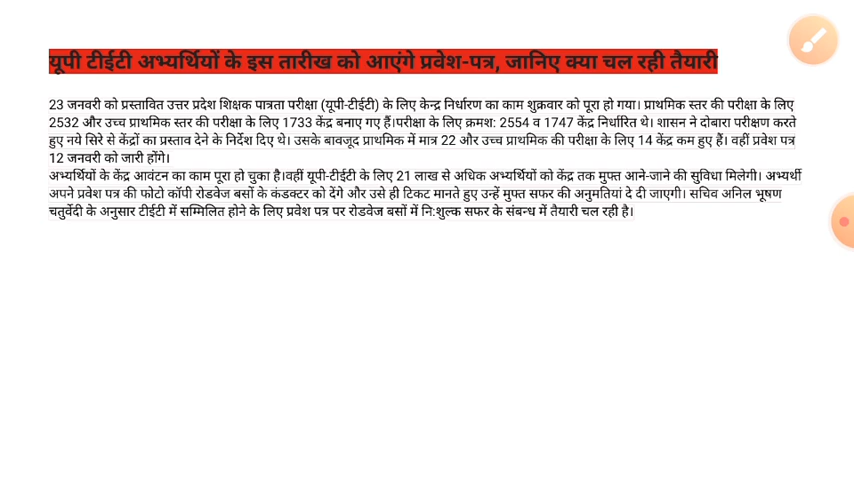 यूपी टीईटी अभ्यर्थियों के इस तारीख को आएंगे प्रवेश-पत्र, जानिए क्या चल रही तैयारी
23 जनवरी को प्रस्तावित उत्तर प्रदेश शिक्षक पात्रता परीक्षा (यूपी-टीईटी) के लिए केन्द्र निर्धारण का काम शुक्रवार को पूरा हो गया। प्राथमिक स्तर की परीक्षा के लिए
2532 और उच्च प्राथमिक स्तर की परीक्षा के लिए 1733 केंद्र बनाए गए हैं।परीक्षा के लिए क्रमश: 2554 व 1747 केंद्र निर्धारित थे। शासन ने दोबारा परीक्षण करते
हुए नये सिरे से केंद्रों का प्रस्ताव देने के निर्देश दिए थे। उसके बावजूद प्राथमिक में मात्र 22 और उच्च प्राथमिक की परीक्षा के लिए 14 केंद्र कम हुए हैं। वहीं प्रवेश पत्र
12 जनवरी को जारी होंगे।
अभ्यर्थियों के केंद्र आवंटन का काम पूरा हो चुका है।वहीं यूपी-टीईटी के लिए 21 लाख से अधिक अभ्यर्थियों को केंद्र तक मुफ्त आने-जाने की सुविधा मिलेगी। अभ्यर्थी
अपने प्रवेश पत्र की फोटो कॉपी रोडवेज बसों के कंडक्टर को देंगे और उसे ही टिकट मानते हुए उन्हें मुफ्त सफर की अनुमतियां दे दी जाएगी। सचिव अनिल भूषण
चतुर्वेदी के अनुसार टीईटी में सम्मिलित होने के लिए प्रवेश पत्र पर रोडवेज बसों में नि:शुल्क सफर के संबन्ध में तैयारी चल रही है।